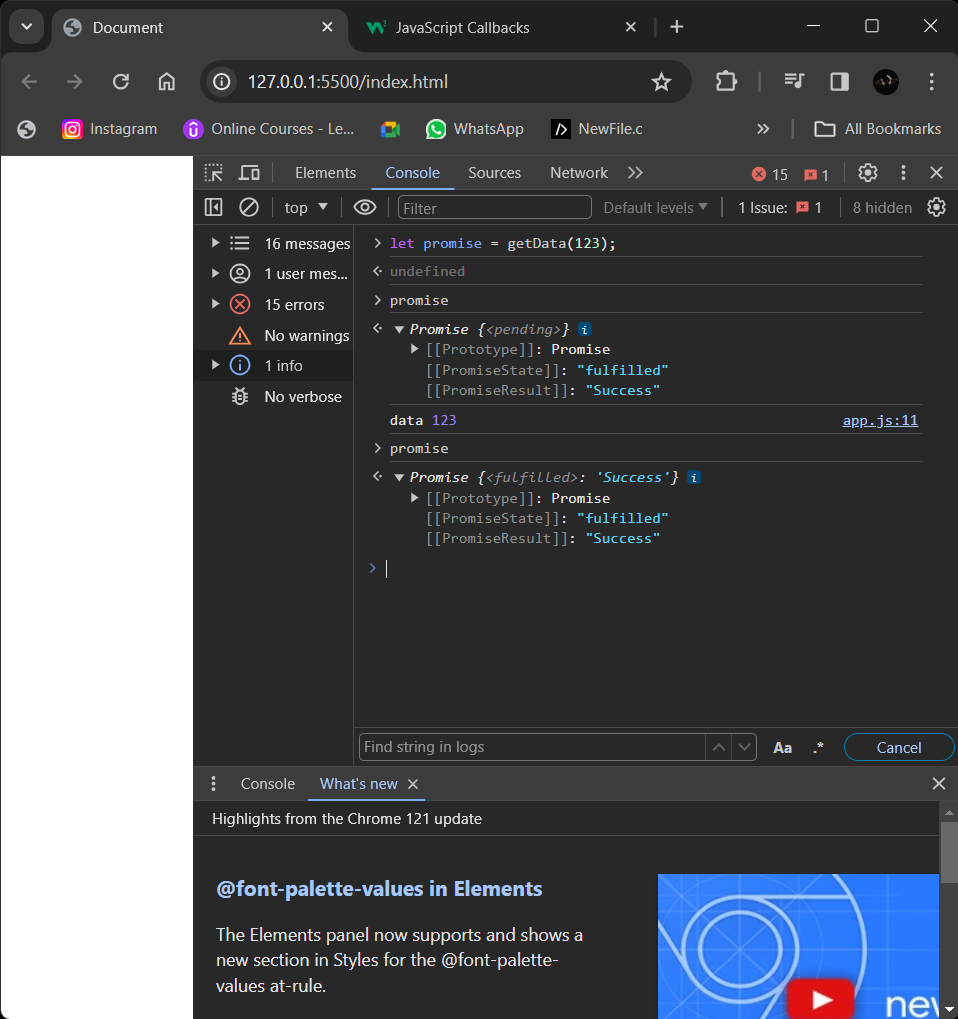 Document
JavaScript Callbacks
127.0.0.1:5500/index.html
Instagram
Online Courses - Le...
WhatsApp
NewFile.c
All Bookmarks
Elements
Console
Sources
Network
15
1
top
Filter
Default levels
1 Issue:
1
8 hidden
16 messages
1 user mes...
15 errors
No warnings
1 info
No verbose
let promise = getData(123);
undefined
promise
Promise {<pending>} i
[[Prototype]]: Promise
[[PromiseState]]: "fulfilled"
[[PromiseResult]]: "Success"
data 123 app.js:11
promise
Promise {<fulfilled>: 'Success'} i
[[Prototype]]: Promise
[[PromiseState]]: "fulfilled"
[[PromiseResult]]: "Success"
Find string in logs
Aa
.*
Cancel
Console
What's new
Highlights from the Chrome 121 update
@font-palette-values in Elements
The Elements panel now supports and shows a
new section in Styles for the @font-palette-
values at-rule.
new